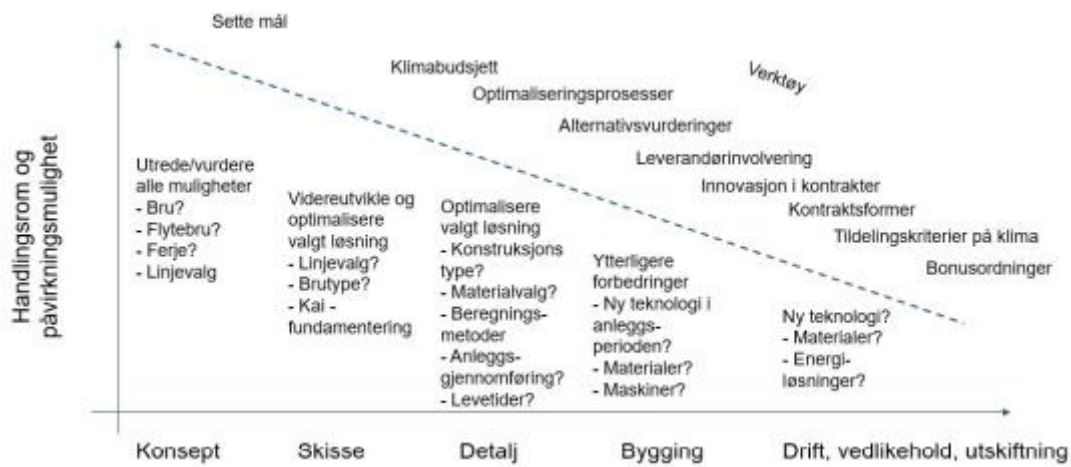 Sette mål
Klimabudsjett
Verktøy
Optimaliseringsprosesser
Alternativsvurderinger
Leverandørinvolvering
Innovasjon i kontrakter
Kontraktsformer
Tildelingskriterier på klima
Bonusordninger
Handlingsrom og
påvirkningsmulighet
Utrede/vurdere
alle muligheter
- Bru?
- Flytebru?
- Ferje?
- Linjevalg
Videreutvikle og
optimalisere
valgt løsning
- Linjevalg?
- Brutype?
- Kai -
fundamentering
Optimalisere
valgt løsning
- Konstruksjons
type?
- Materialvalg?
- Beregnings-
metoder
- Anleggs-
gjennomføring?
- Levetider?
Ytterligere
forbedringer
- Ny teknologi i
anleggs-
perioden?
- Materialer?
- Maskiner?
Ny teknologi?
- Materialer?
- Energi-
løsninger?
Konsept
Skisse
Detalj
Bygging
Drift, vedlikehold, utskiftning